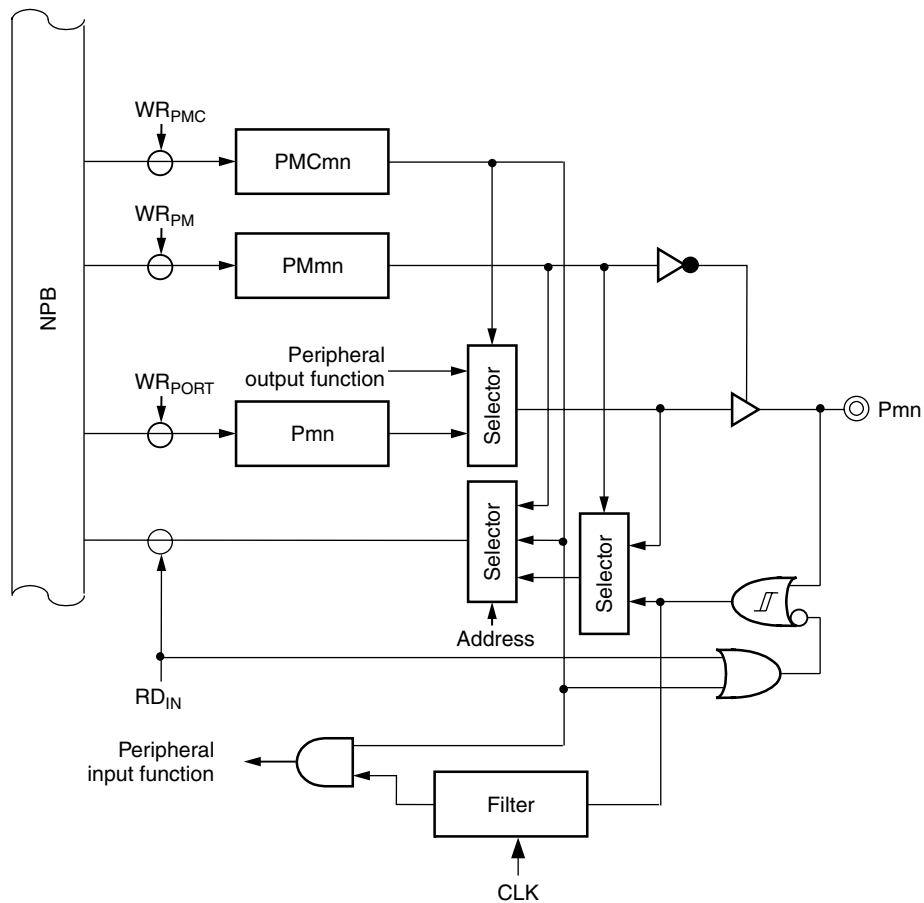 WRPMC
PMCmn
WRPM
PMmn
NPB
Peripheral
output function
Selector
WRPORT
Pmn
Pmn
Selector
Selector
Address
RDIN
Peripheral
input function
Filter
CLK